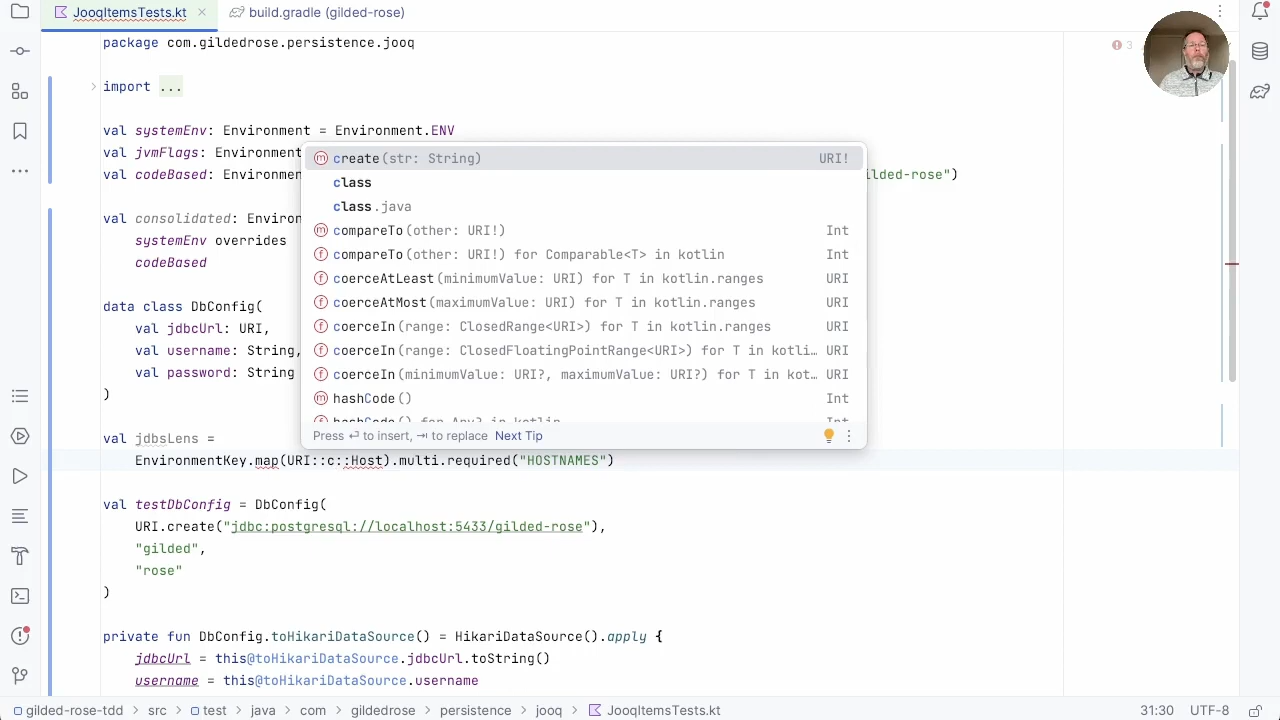 JooqItemsTests.kt
build.gradle (gilded-rose)
package com.gildedrose.persistence.jooq
3
import ...
val systemEnv: Environment = Environment.ENV
val jvmFlags: Environment
val codeBased: Environmen
ilded-rose")
create(str: String) URI!
class
class.java
compareTo(other: URI!) Int
compareTo(other: URI!) for Comparable<T> in kotlin Int
coerceAtLeast(minimumValue: URI) for T in kotlin.ranges URI
coerceAtMost(maximumValue: URI) for T in kotlin.ranges URI
coerceIn(range: ClosedRange<URI>) for T in kotlin.ranges URI
coerceIn(range: ClosedFloatingPointRange<URI>) for T in kotli… URI
coerceIn(minimumValue: URI?, maximumValue: URI?) for T in kot… URI
hashCode() Int
hashCode() for Any? in kotlin Int
Press ⏎ to insert, ⇥ to replace Next Tip
val consolidated: Environ
systemEnv overrides
codeBased
data class DbConfig(
val jdbcUrl: URI,
val username: String,
val password: String
)
val jdbsLens =
EnvironmentKey.map(URI::c::Host).multi.required("HOSTNAMES")
val testDbConfig = DbConfig(
URI.create("jdbc:postgresql://localhost:5433/gilded-rose"),
"gilded",
"rose"
)
private fun DbConfig.toHikariDataSource() = HikariDataSource().apply {
jdbcUrl = this@toHikariDataSource.jdbcUrl.toString()
username = this@toHikariDataSource.username
gilded-rose-tdd > src > test > java > com > gildedrose > persistence > jooq > JooqItemsTests.kt
31:30 UTF-8